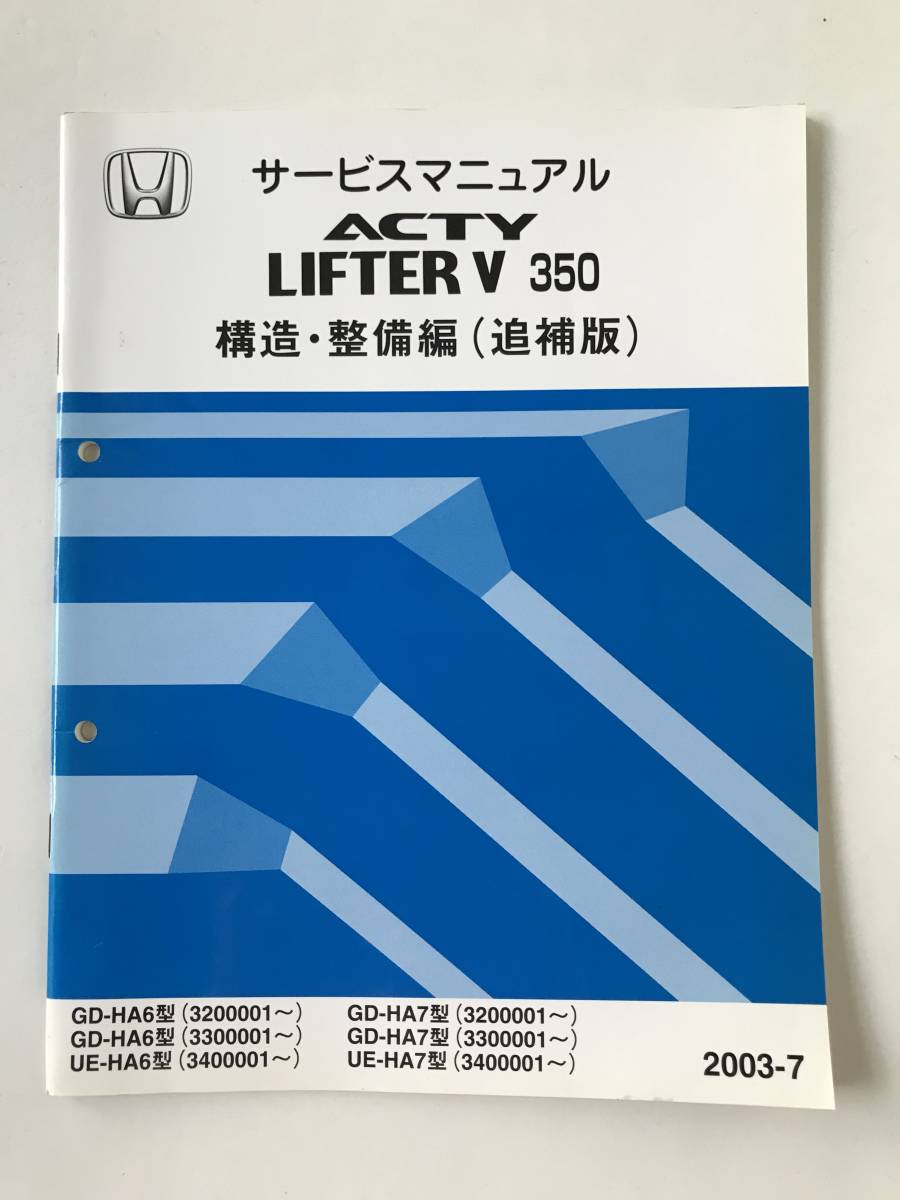 サービスマニュアル
ACTY
LIFTER V 350
構造・整備編(追補版)
GD-HA6型(3200001～) GD-HA7型(3200001～)
GD-HA6型(3300001～) GD-HA7型(3300001～)
UE-HA6型(3400001～) UE-HA7型(3400001～)
2003-7